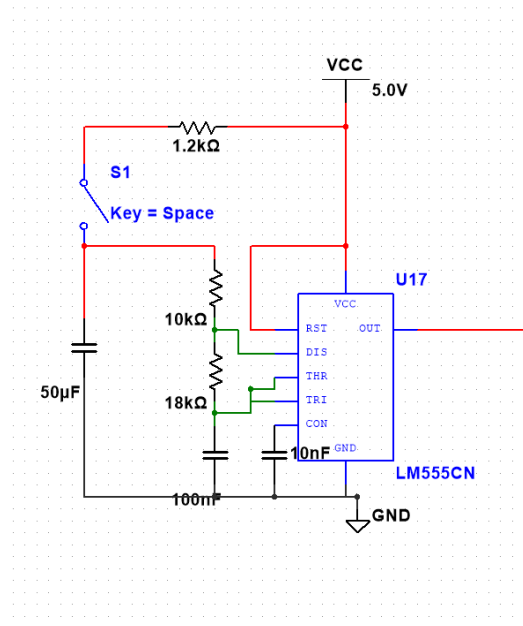 VCC
5.0V
1.2kΩ
S1
Key = Space
U17
VCC
10kΩ
RST
OUT
DIS
THR
50µF
18kΩ
TRI
CON
GND
10nF
LM555CN
100nF
GND